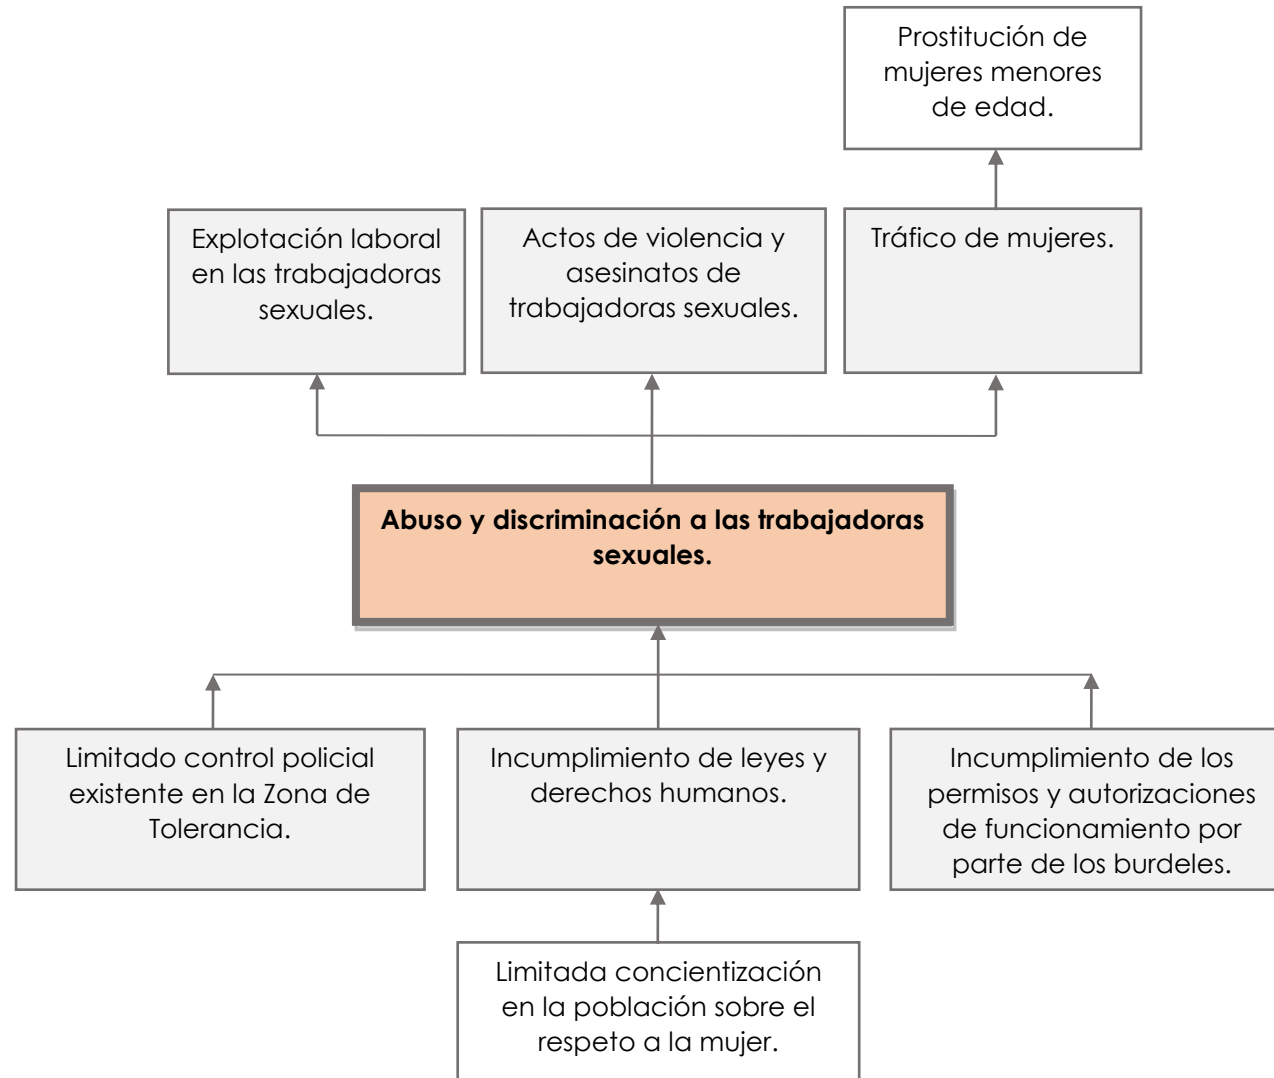 Prostitución de
mujeres menores
de edad.
Explotación laboral
en las trabajadoras
sexuales.
Actos de violencia y
asesinatos de
trabajadoras sexuales.
Tráfico de mujeres.
Abuso y discriminación a las trabajadoras
sexuales.
Limitado control policial
existente en la Zona de
Tolerancia.
Incumplimiento de leyes y
derechos humanos.
Incumplimiento de los
permisos y autorizaciones
de funcionamiento por
parte de los burdeles.
Limitada concientización
en la población sobre el
respeto a la mujer.